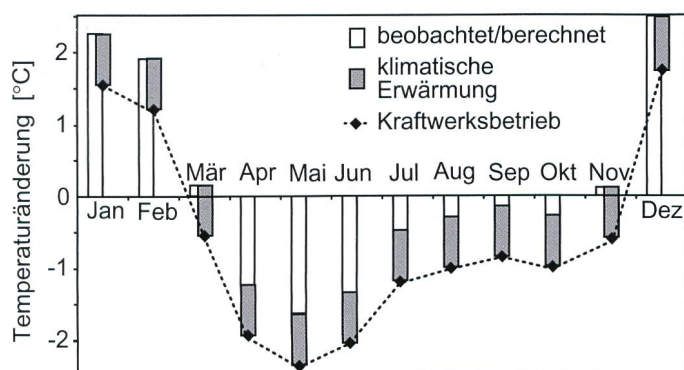 Temperaturänderung [°C]
2
1
0
-1
-2
beobachtet/berechnet
klimatische
Erwärmung
Kraftwerksbetrieb
Mär Apr Mai Jun Jul Aug Sep Okt Nov
Jan Feb Dez